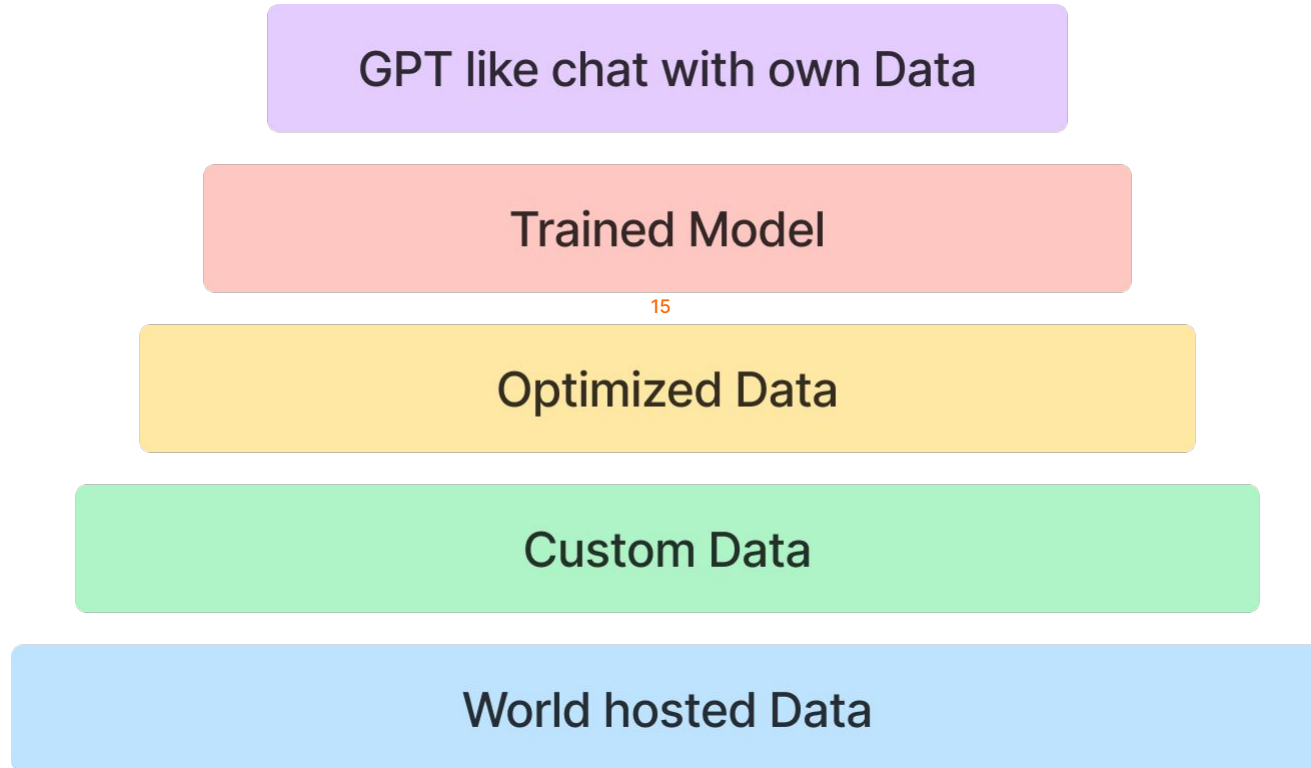 GPT like chat with own Data
Trained Model
15
Optimized Data
Custom Data
World hosted Data